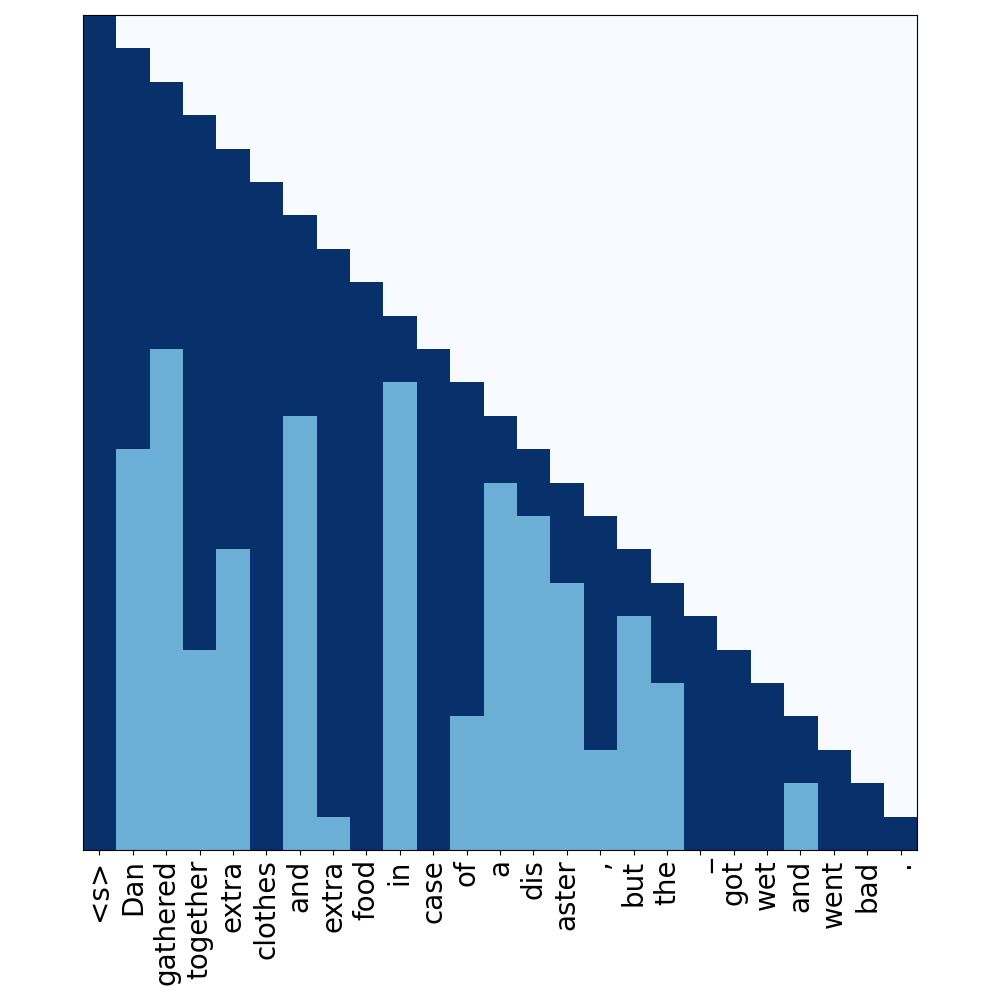 <s>
Dan
gathered
together
extra
clothes
and
extra
food
in
case
of
a
dis
aster
,
but
the
_
got
wet
and
went
bad
.